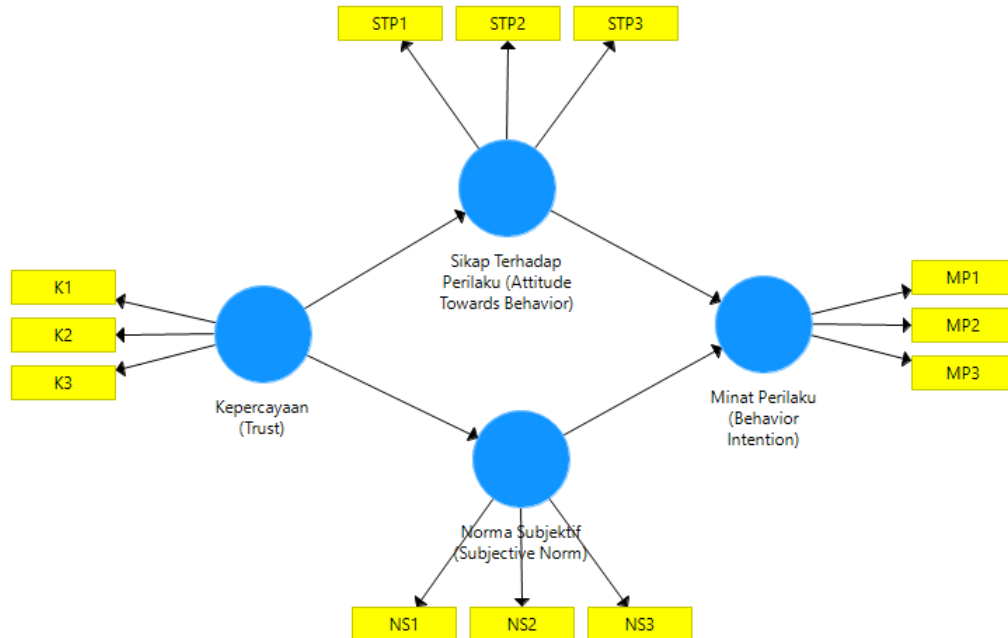 STP1
STP2
STP3
Sikap Terhadap
Perilaku (Attitude
Towards Behavior)
K1
K2
K3
Kepercayaan
(Trust)
MP1
MP2
MP3
Minat Perilaku
(Behavior
Intention)
Norma Subjektif
(Subjective Norm)
NS1
NS2
NS3